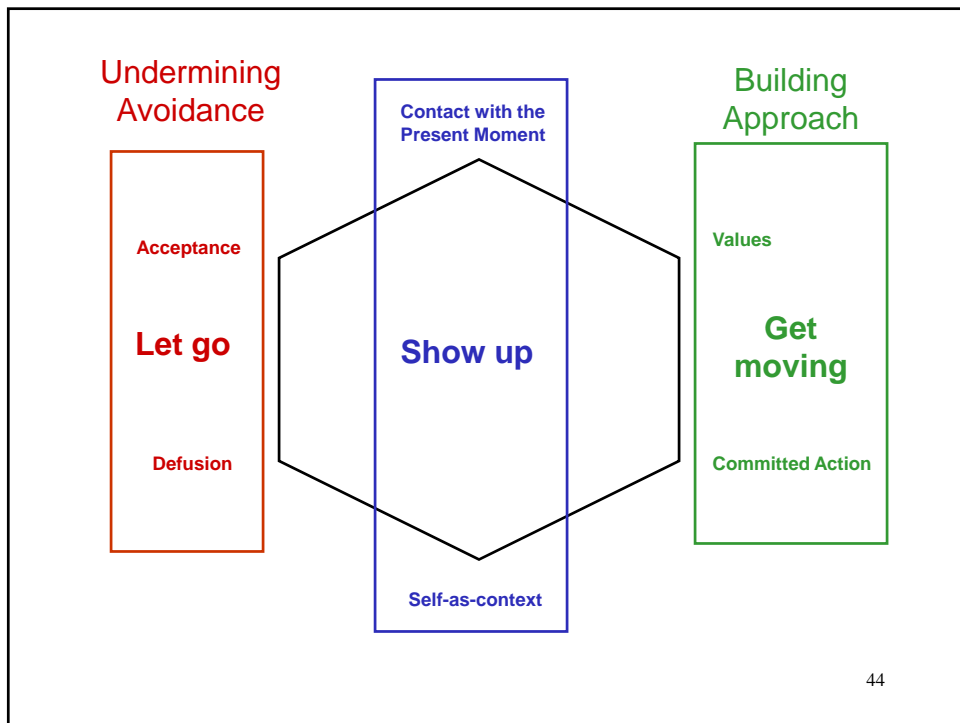 Undermining
Avoidance
Acceptance
Let go
Defusion
Contact with the
Present Moment
Show up
Self-as-context
Building
Approach
Values
Get
moving
Committed Action
44